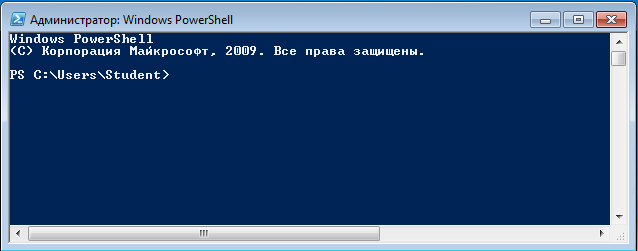 Администратор: Windows PowerShell
Windows PowerShell
(C) Корпорация Майкрософт, 2009. Все права защищены.
PS C:\Users\Student>